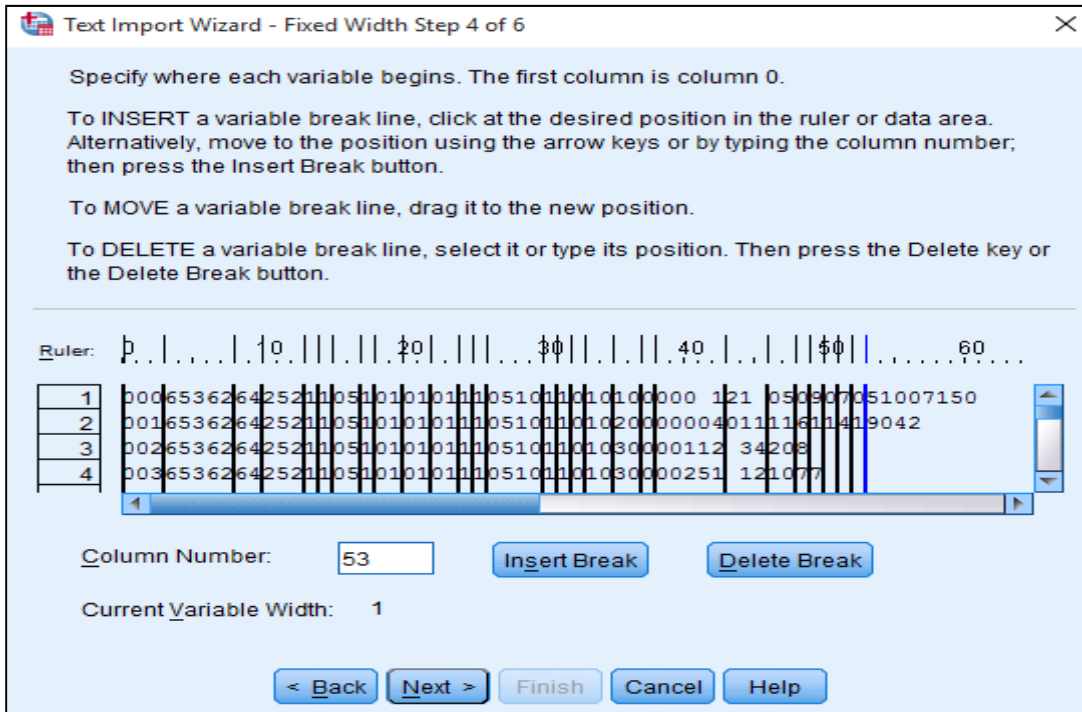 Text Import Wizard - Fixed Width Step 4 of 6
Specify where each variable begins. The first column is column 0.
To INSERT a variable break line, click at the desired position in the ruler or data area.
Alternatively, move to the position using the arrow keys or by typing the column number;
then press the Insert Break button.
To MOVE a variable break line, drag it to the new position.
To DELETE a variable break line, select it or type its position. Then press the Delete key or
the Delete Break button.
Ruler: 0 10 20 30 40 50 60
1
2
3
4
Column Number: 53 Insert Break Delete Break
Current Variable Width: 1
< Back Next > Finish Cancel Help